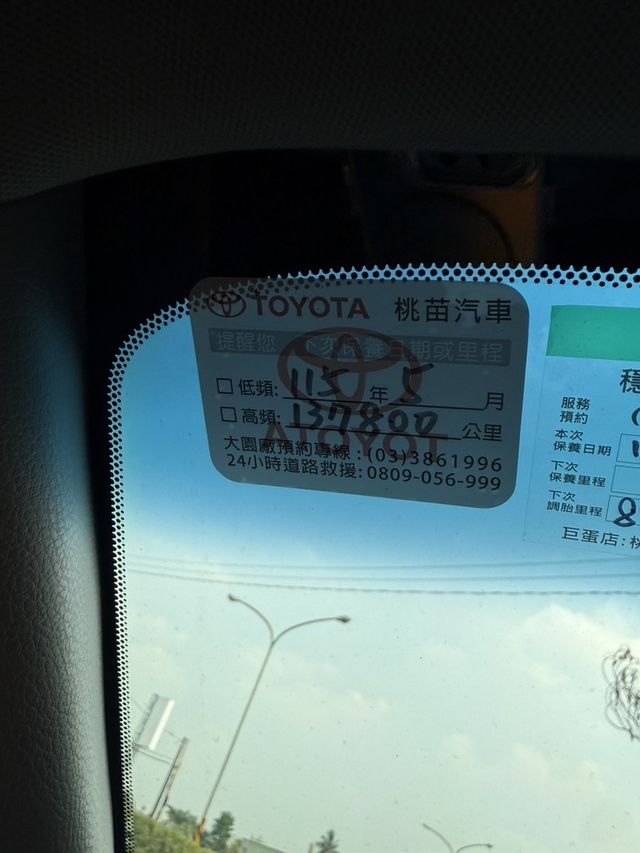 TOYOTA 桃苗汽車
提醒您 下次保養日期或里程
□低頻: 115 年 5 月
□高頻: 137800 公里
大園廠預約專線:(03)3861996
24小時道路救援:0809-056-999
服務
預約
本次
保養日期
下次
保養里程
下次
調胎里程 8
巨蛋店:桃